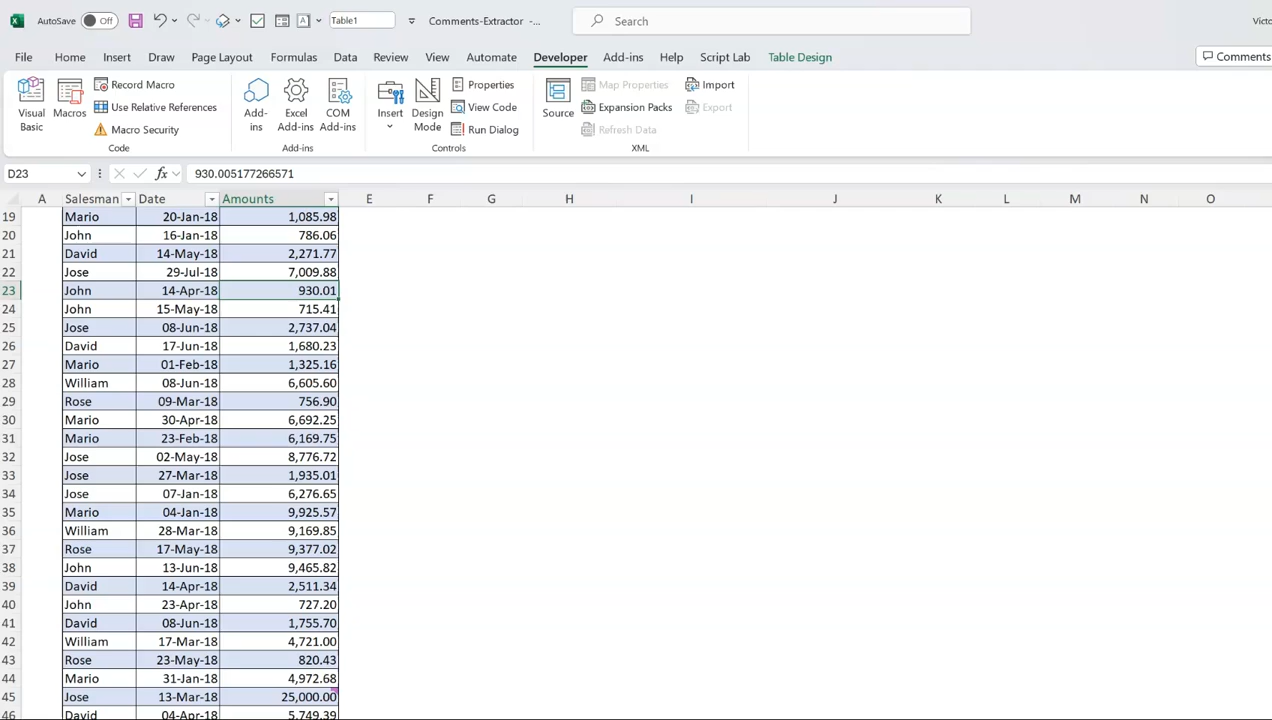 AutoSave Off Table1 Comments-Extractor -... Search Victo
File Home Insert Draw Page Layout Formulas Data Review View Automate Developer Add-ins Help Script Lab Table Design Comments
Visual Basic
Macros
Record Macro
Use Relative References
Macro Security
Code
Add-ins
Excel Add-ins
COM Add-ins
Add-ins
Insert
Design Mode
Properties
View Code
Run Dialog
Controls
Source
Map Properties
Expansion Packs
Refresh Data
Import
Export
XML
D23 fx 930.005177266571
A Salesman Date Amounts E F G H I J K L M N O
19 Mario 20-Jan-18 1,085.98
20 John 16-Jan-18 786.06
21 David 14-May-18 2,271.77
22 Jose 29-Jul-18 7,009.88
23 John 14-Apr-18 930.01
24 John 15-May-18 715.41
25 Jose 08-Jun-18 2,737.04
26 David 17-Jun-18 1,680.23
27 Mario 01-Feb-18 1,325.16
28 William 08-Jun-18 6,605.60
29 Rose 09-Mar-18 756.90
30 Mario 30-Apr-18 6,692.25
31 Mario 23-Feb-18 6,169.75
32 Jose 02-May-18 8,776.72
33 Jose 27-Mar-18 1,935.01
34 Jose 07-Jan-18 6,276.65
35 Mario 04-Jan-18 9,925.57
36 William 28-Mar-18 9,169.85
37 Rose 17-May-18 9,377.02
38 John 13-Jun-18 9,465.82
39 David 14-Apr-18 2,511.34
40 John 23-Apr-18 727.20
41 David 08-Jun-18 1,755.70
42 William 17-Mar-18 4,721.00
43 Rose 23-May-18 820.43
44 Mario 31-Jan-18 4,972.68
45 Jose 13-Mar-18 25,000.00
46 David 04-Apr-18 5,749.39